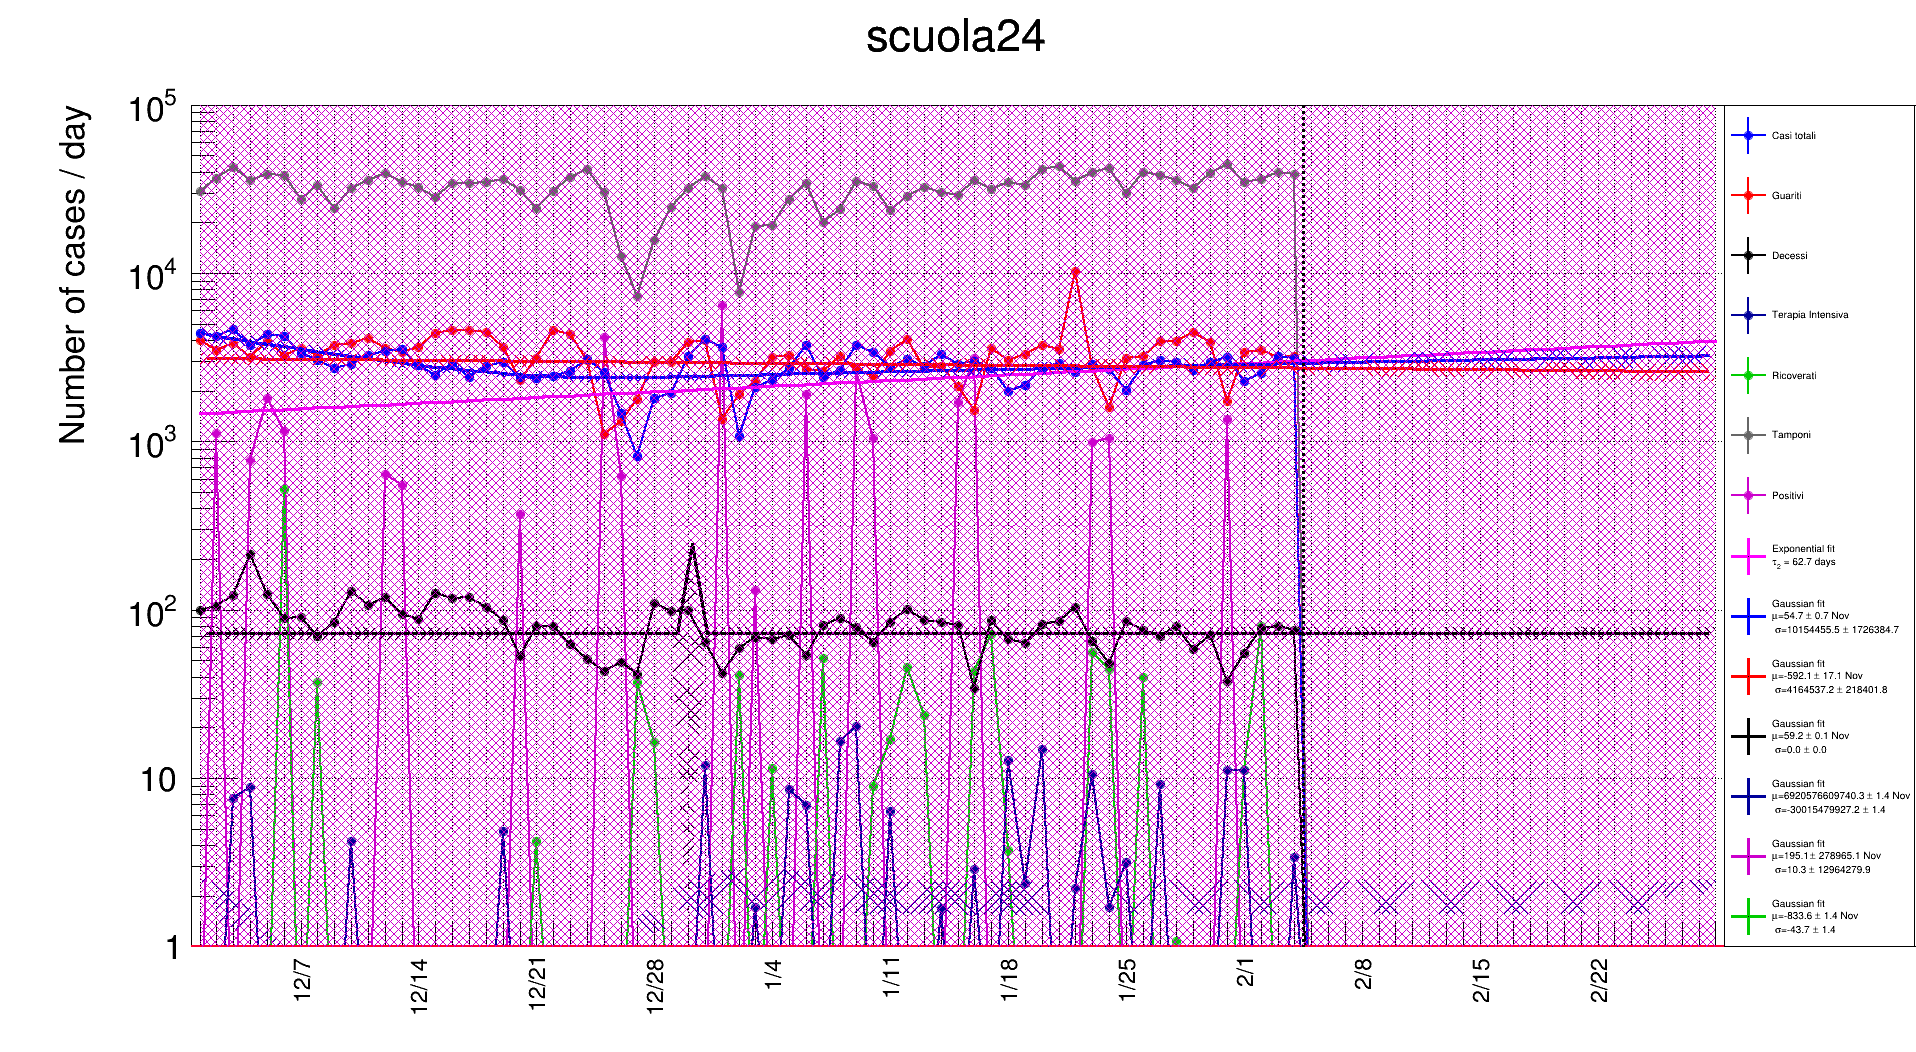 scuola24
Number of cases / day
10^5
10^4
10^3
10^2
10
1
12/7
12/14
12/21
12/28
1/4
1/11
1/18
1/25
2/1
2/8
2/15
2/22
Casi totali
Guariti
Decessi
Terapia Intensiva
Ricoverati
Tamponi
Positivi
Exponential fit
τ₂ = 62.7 days
Gaussian fit
μ=54.7 ± 0.7 Nov
σ=10154455.5 ± 1726384.7
Gaussian fit
μ=-592.1 ± 17.1 Nov
σ=4164537.2 ± 218401.8
Gaussian fit
μ=59.2 ± 0.1 Nov
σ=0.0 ± 0.0
Gaussian fit
μ=6920576609740.3 ± 1.4 Nov
σ=-30015479927.2 ± 1.4
Gaussian fit
μ=195.1 ± 278965.1 Nov
σ=10.3 ± 12964279.9
Gaussian fit
μ=-833.6 ± 1.4 Nov
σ=-43.7 ± 1.4